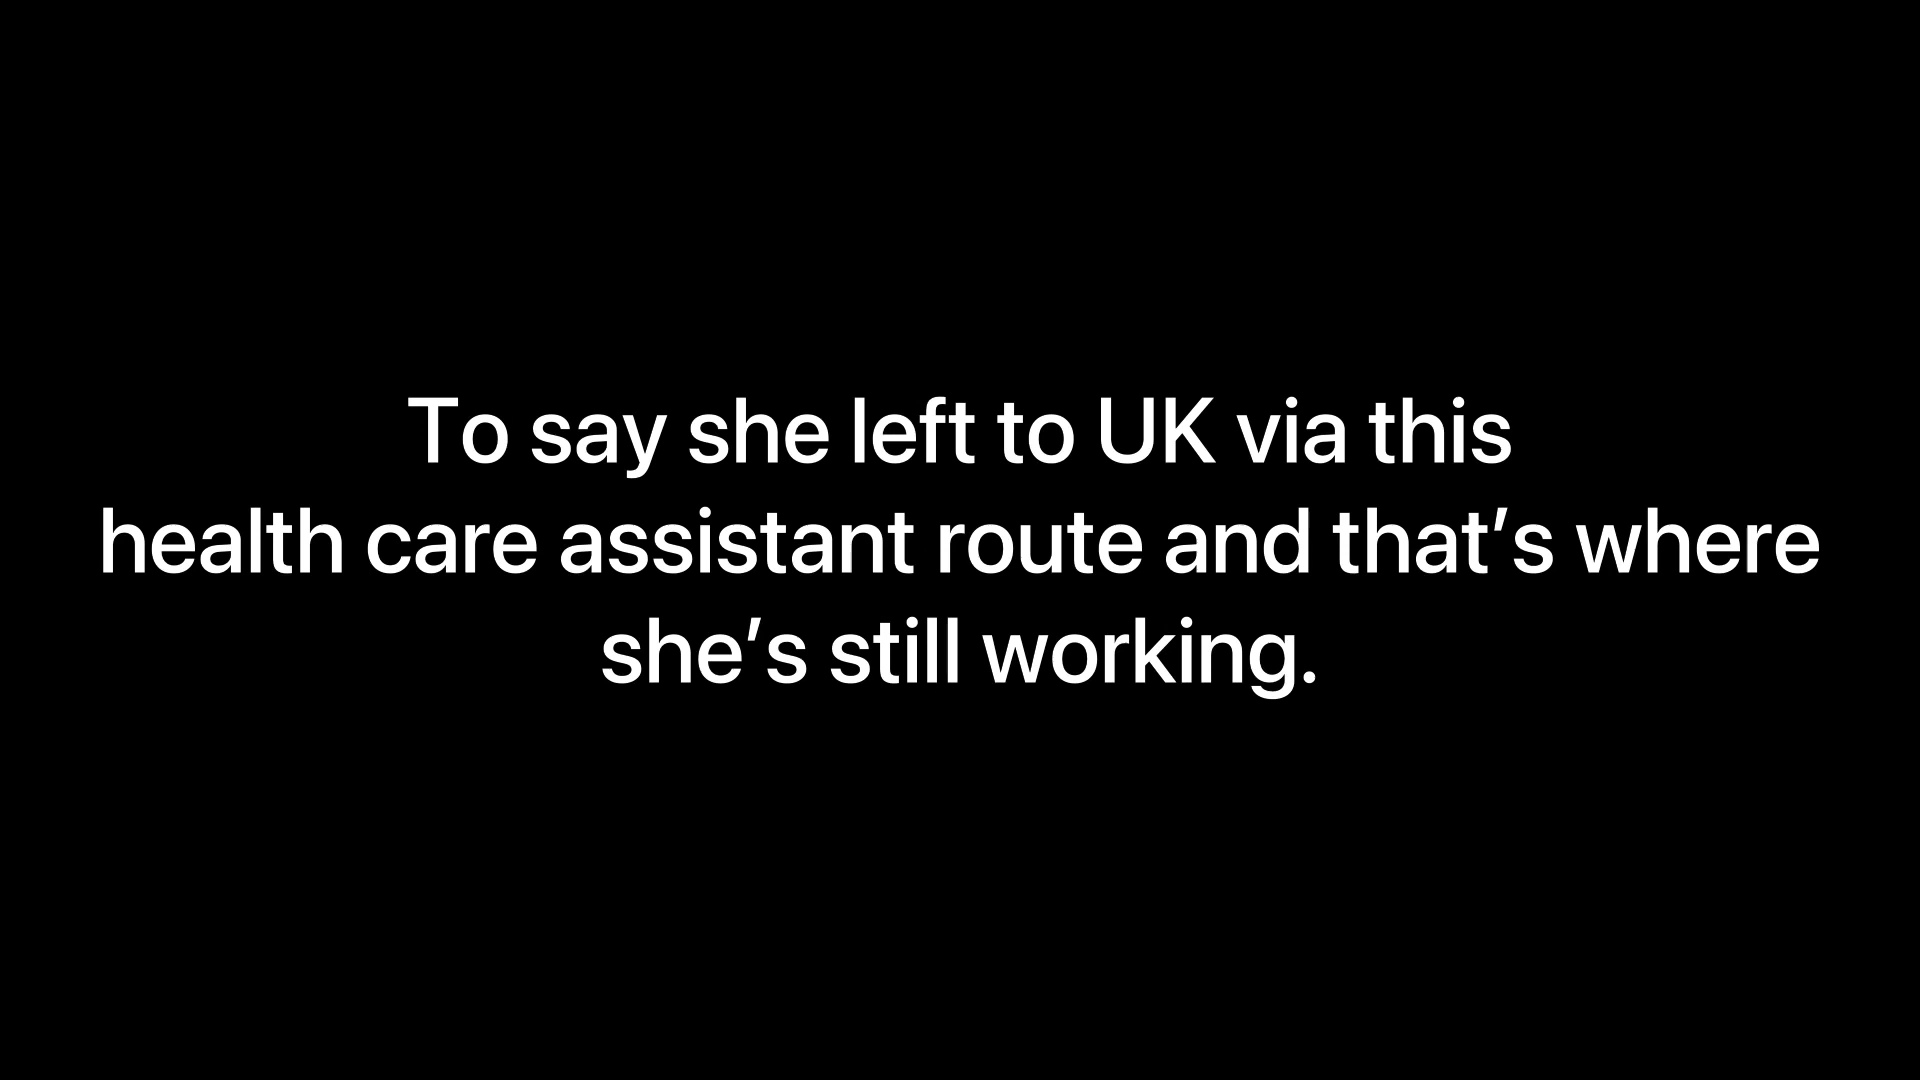 To say she left to UK via this
health care assistant route and that’s where
she’s still working.